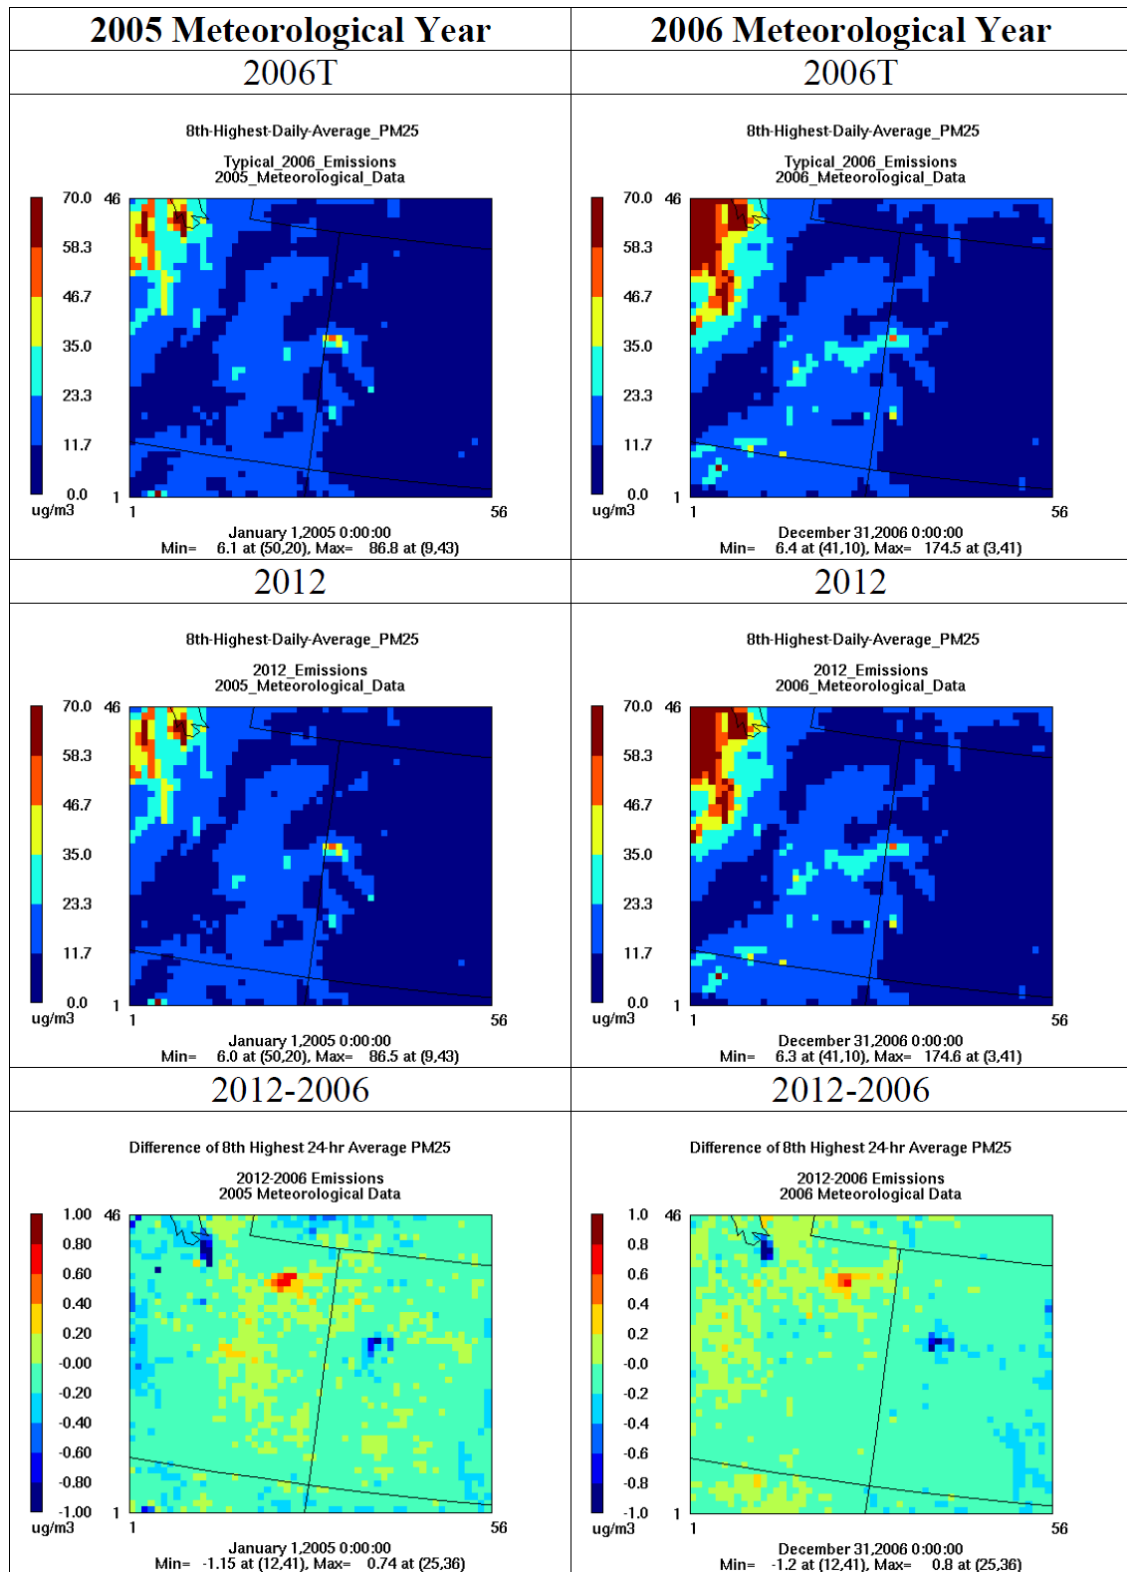 2005 Meteorological Year
2006 Meteorological Year
2006T
2006T
8th-Highest-Daily-Average_PM25
Typical_2006_Emissions
2005_Meteorological_Data
70.0
58.3
46.7
35.0
23.3
11.7
0.0
ug/m3
46
1
1
56
January 1,2005 0:00:00
Min= 6.1 at (50,20), Max= 86.8 at (9,43)
8th-Highest-Daily-Average_PM25
Typical_2006_Emissions
2006_Meteorological_Data
70.0
58.3
46.7
35.0
23.3
11.7
0.0
ug/m3
46
1
1
56
December 31,2006 0:00:00
Min= 6.4 at (41,10), Max= 174.5 at (3,41)
2012
2012
8th-Highest-Daily-Average_PM25
2012_Emissions
2005_Meteorological_Data
70.0
58.3
46.7
35.0
23.3
11.7
0.0
ug/m3
46
1
1
56
January 1,2005 0:00:00
Min= 6.0 at (50,20), Max= 86.5 at (9,43)
8th-Highest-Daily-Average_PM25
2012_Emissions
2006_Meteorological_Data
70.0
58.3
46.7
35.0
23.3
11.7
0.0
ug/m3
46
1
1
56
December 31,2006 0:00:00
Min= 6.3 at (41,10), Max= 174.6 at (3,41)
2012-2006
2012-2006
Difference of 8th Highest 24-hr Average PM25
2012-2006 Emissions
2005 Meteorological Data
1.00
0.80
0.60
0.40
0.20
-0.00
-0.20
-0.40
-0.60
-0.80
-1.00
ug/m3
46
1
1
56
January 1,2005 0:00:00
Min= -1.15 at (12,41), Max= 0.74 at (25,36)
Difference of 8th Highest 24-hr Average PM25
2012-2006 Emissions
2006 Meteorological Data
1.0
0.8
0.6
0.4
0.2
-0.0
-0.2
-0.4
-0.6
-0.8
-1.0
ug/m3
46
1
1
56
December 31,2006 0:00:00
Min= -1.2 at (12,41), Max= 0.8 at (25,36)